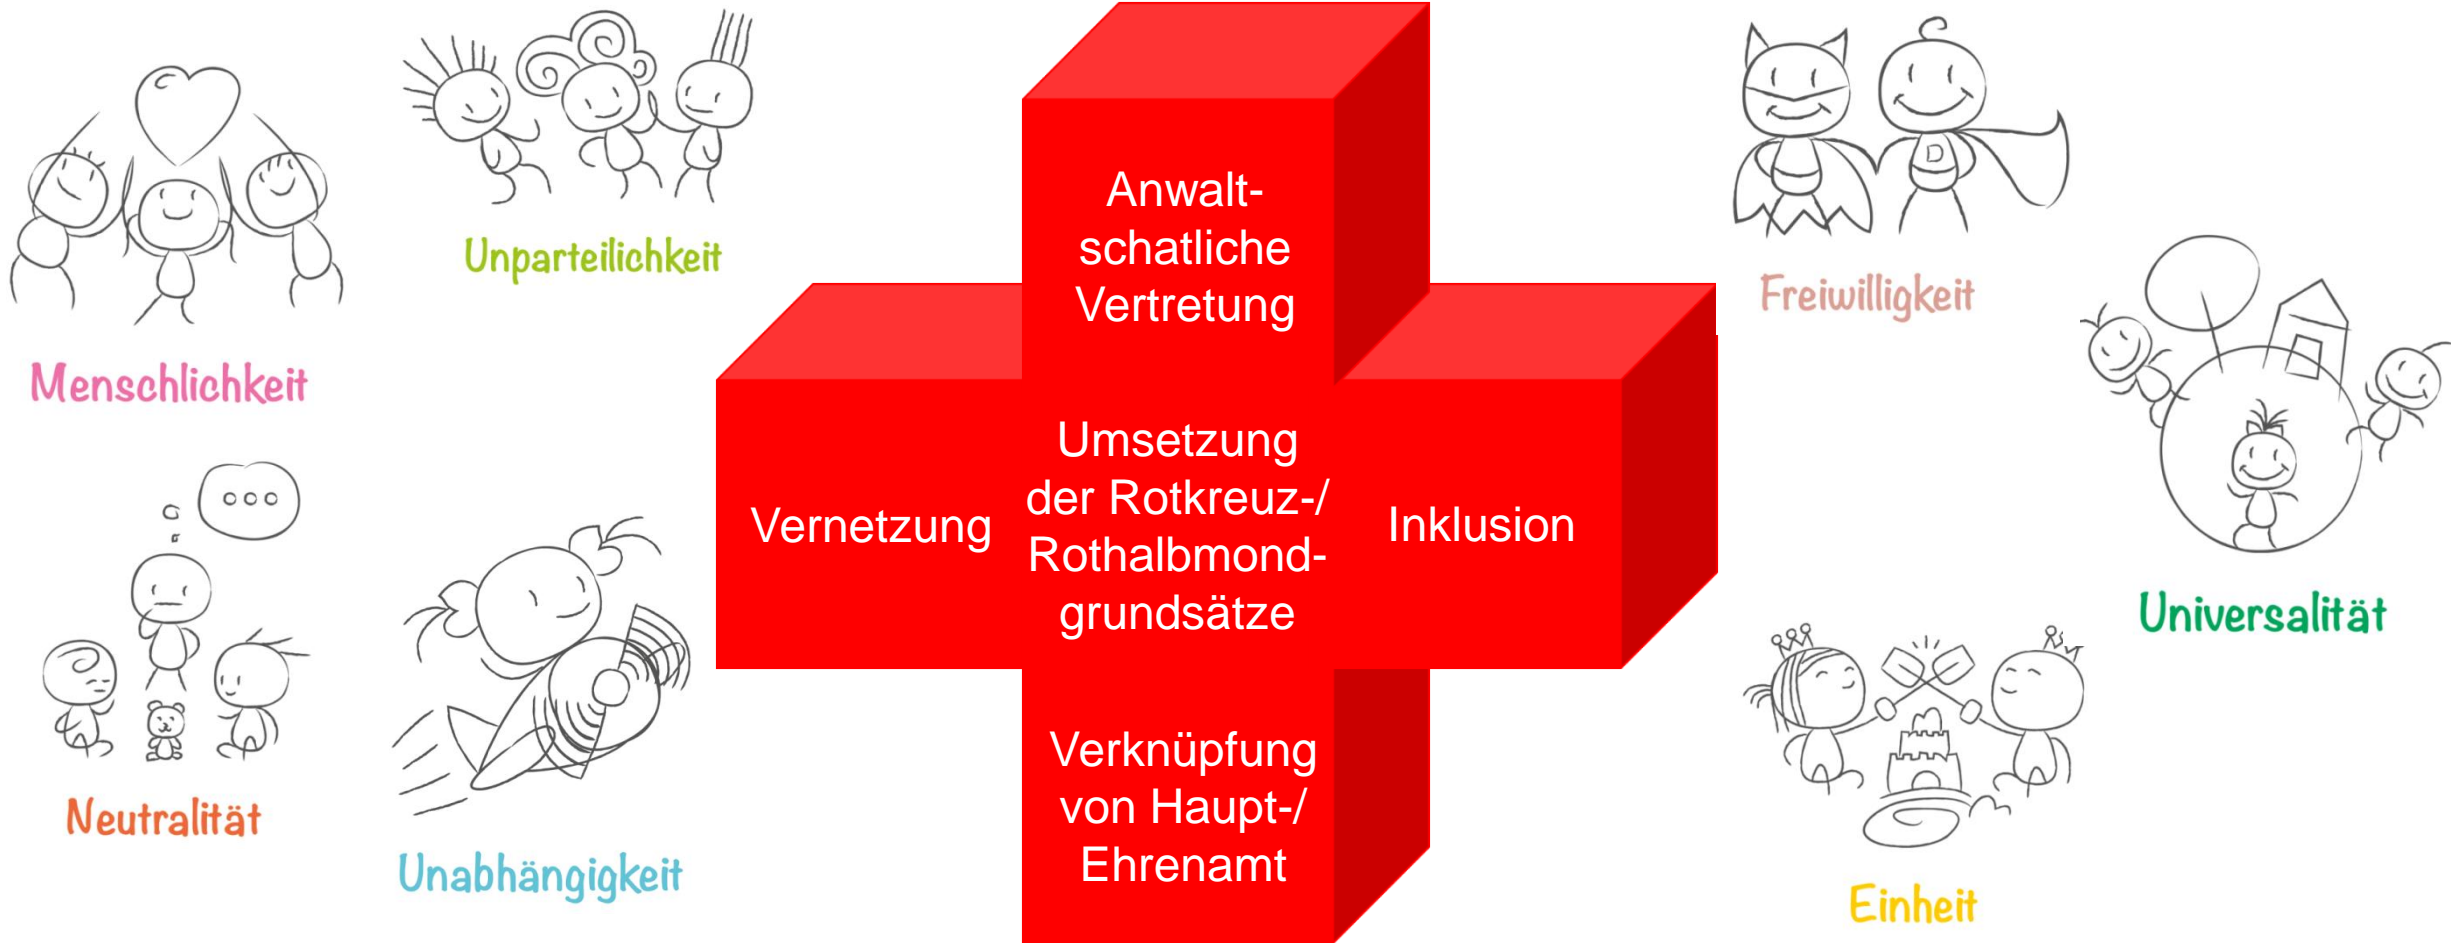 Menschlichkeit
Unparteilichkeit
Neutralität
Unabhängigkeit
Anwalt-
schatliche
Vertretung
Vernetzung
Umsetzung
der Rotkreuz-/
Rothalbmond-
grundsätze
Inklusion
Verknüpfung
von Haupt-/
Ehrenamt
D
Freiwilligkeit
Universalität
Einheit